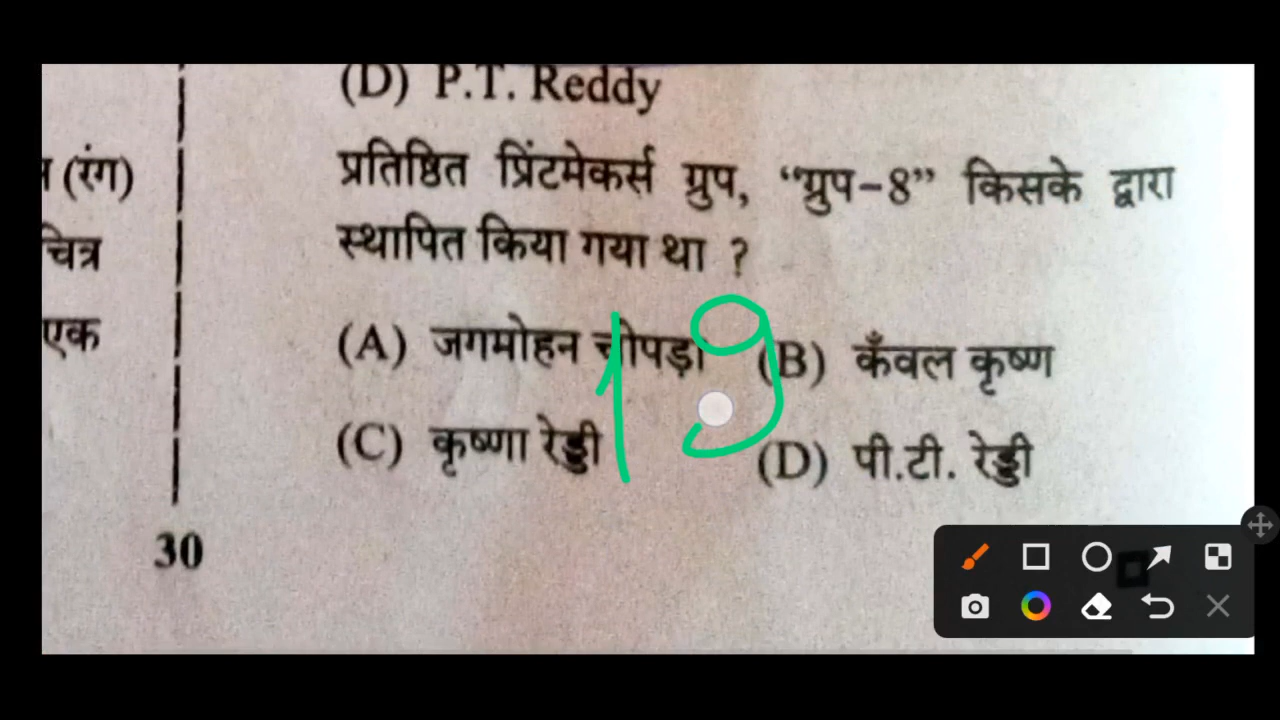 (D) P.T. Reddy
(रंग)
प्रतिष्ठित प्रिंटमेकर्स ग्रुप, “ग्रुप-8” किसके द्वारा
चित्र
स्थापित किया गया था ?
एक
(A) जगमोहन चोपड़ा (B) कँवल कृष्ण
(C) कृष्णा रेड्डी (D) पी.टी. रेड्डी
19
30